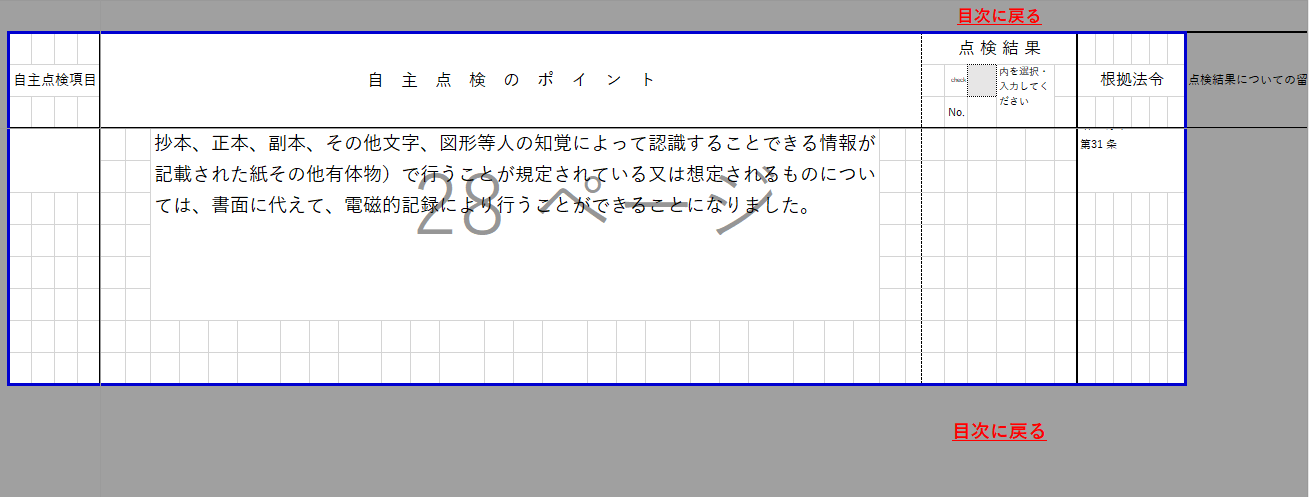 目次に戻る
点検結果
自主点検項目
自主点検のポイント
check
内を選択・
入力してく
ださい
No.
根拠法令
点検結果についての留
抄本、正本、副本、その他文字、図形等人の知覚によって認識することできる情報が
記載された紙その他有体物）で行うことが規定されている又は想定されるものについ
ては、書面に代えて、電磁的記録により行うことができることになりました。
第31 条
28 ページ
目次に戻る